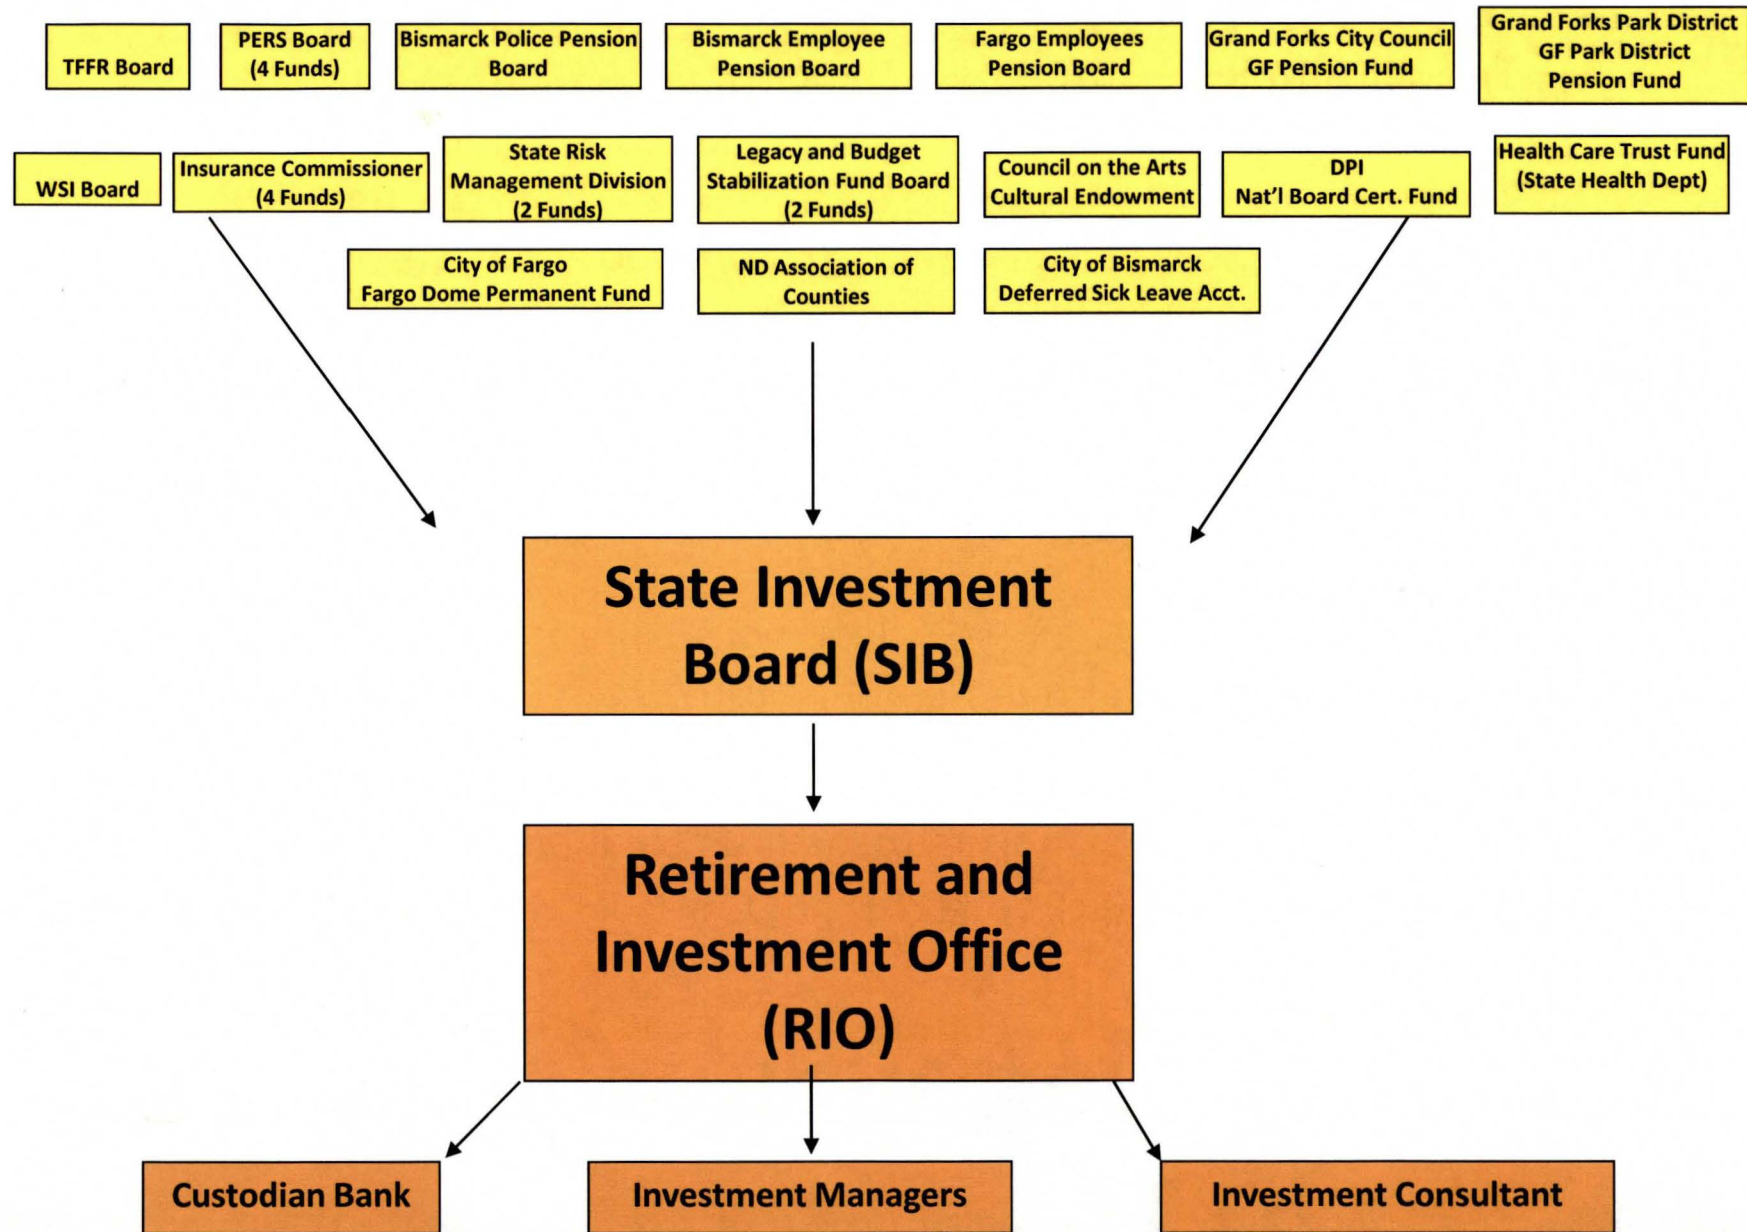 TFFR Board
PERS Board
(4 Funds)
Bismarck Police Pension
Board
Bismarck Employee
Pension Board
Fargo Employees
Pension Board
Grand Forks City Council
GF Pension Fund
Grand Forks Park District
GF Park District
Pension Fund
WSI Board
Insurance Commissioner
(4 Funds)
State Risk
Management Division
(2 Funds)
Legacy and Budget
Stabilization Fund Board
(2 Funds)
Council on the Arts
Cultural Endowment
DPI
Nat'l Board Cert. Fund
Health Care Trust Fund
(State Health Dept)
City of Fargo
Fargo Dome Permanent Fund
ND Association of
Counties
City of Bismarck
Deferred Sick Leave Acct.
State Investment
Board (SIB)
Retirement and
Investment Office
(RIO)
Custodian Bank
Investment Managers
Investment Consultant